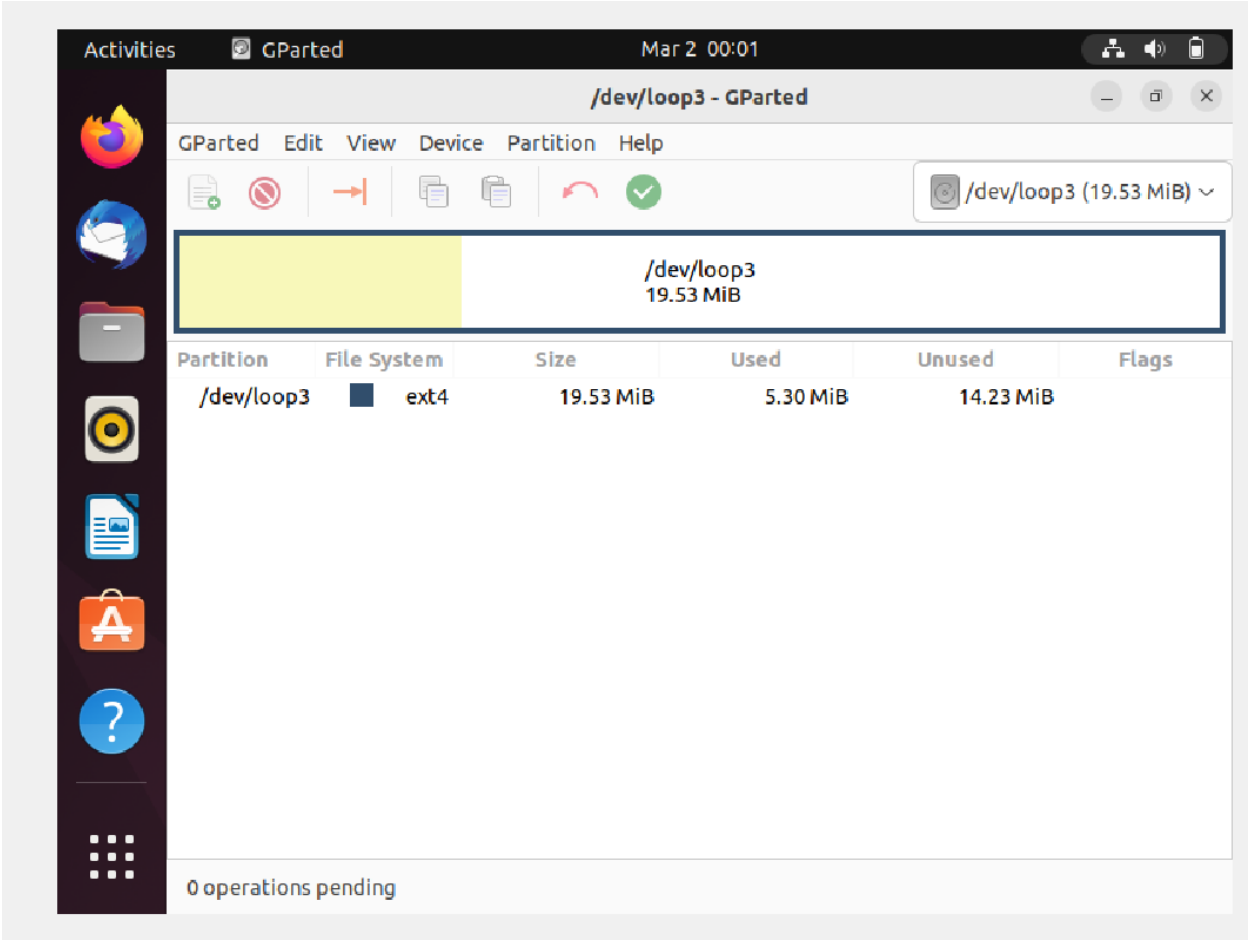 Activities GParted Mar 2 00:01
/dev/loop3 - GParted
GParted Edit View Device Partition Help
/dev/loop3 (19.53 MiB)
/dev/loop3
19.53 MiB
Partition File System Size Used Unused Flags
/dev/loop3 ext4 19.53 MiB 5.30 MiB 14.23 MiB
0 operations pending